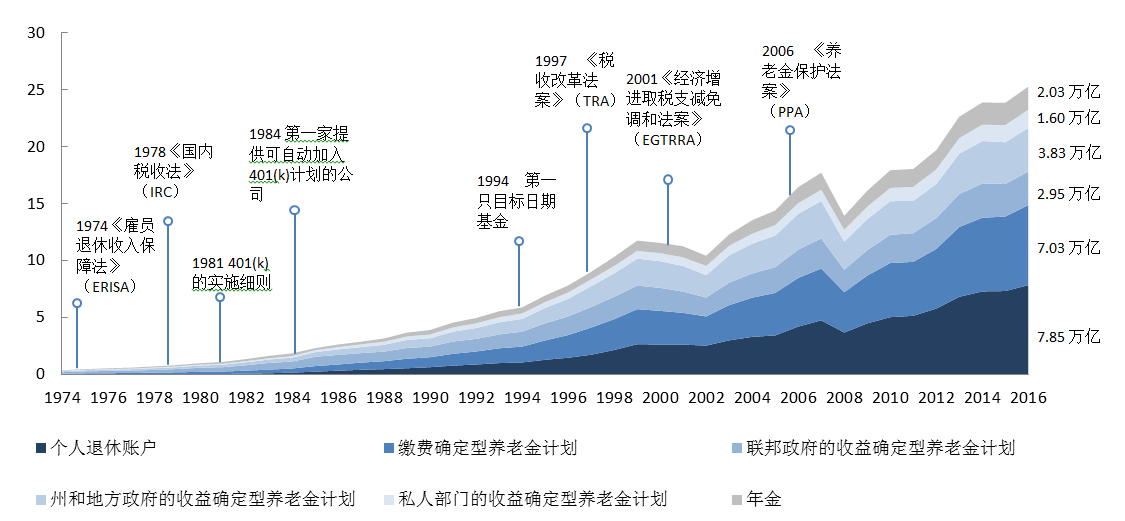 30
25
20
15
10
5
0
1974《雇员
退休收入保
障法》
（ERISA）
1978《国内
税收法》
（IRC）
1981 401(k)
的实施细则
1984 第一家提
供可自动加入
401(k)计划的公
司
1994 第一
只目标日期
基金
1997 《税
收改革法
案》（TRA）
2001《经济增
进取税支减免
调和法案》
（EGTRRA）
2006 《养
老金保护法
案》
（PPA）
2.03 万亿
1.60 万亿
3.83 万亿
2.95 万亿
7.03 万亿
7.85 万亿
1974 1976 1978 1980 1982 1984 1986 1988 1990 1992 1994 1996 1998 2000 2002 2004 2006 2008 2010 2012 2014 2016
个人退休账户 缴费确定型养老金计划 联邦政府的收益确定型养老金计划
州和地方政府的收益确定型养老金计划 私人部门的收益确定型养老金计划 年金